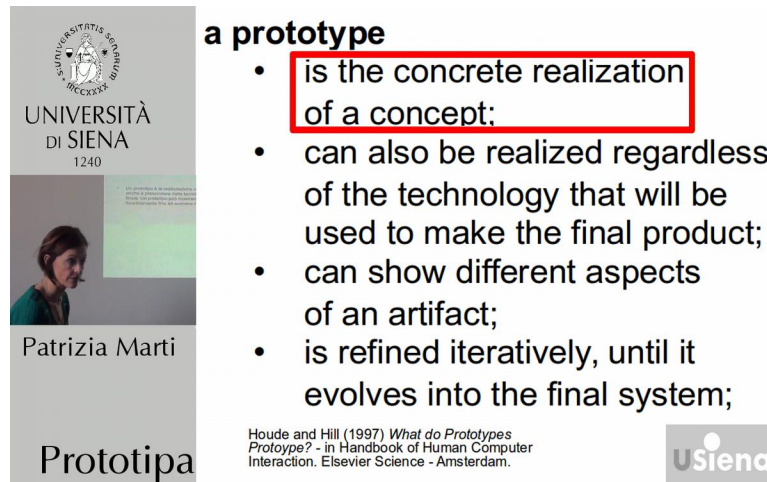 a prototype
• is the concrete realization
of a concept;
• can also be realized regardless
of the technology that will be
used to make the final product;
• can show different aspects
of an artifact;
• is refined iteratively, until it
evolves into the final system;
Houde and Hill (1997) What do Prototypes
Protoype? - in Handbook of Human Computer
Interaction. Elsevier Science - Amsterdam.
UNIVERSITÀ
DI SIENA
1240
Patrizia Marti
Prototipa
USiena